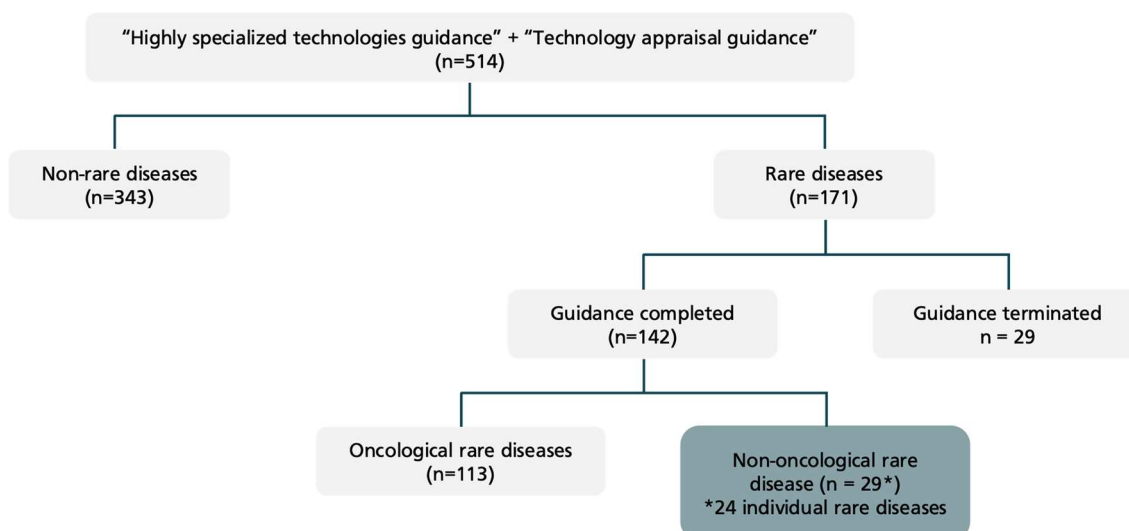 “Highly specialized technologies guidance” + “Technology appraisal guidance”
(n=514)
Non-rare diseases
(n=343)
Rare diseases
(n=171)
Guidance completed
(n=142)
Guidance terminated
n = 29
Oncological rare diseases
(n=113)
Non-oncological rare
disease (n = 29*)
*24 individual rare diseases